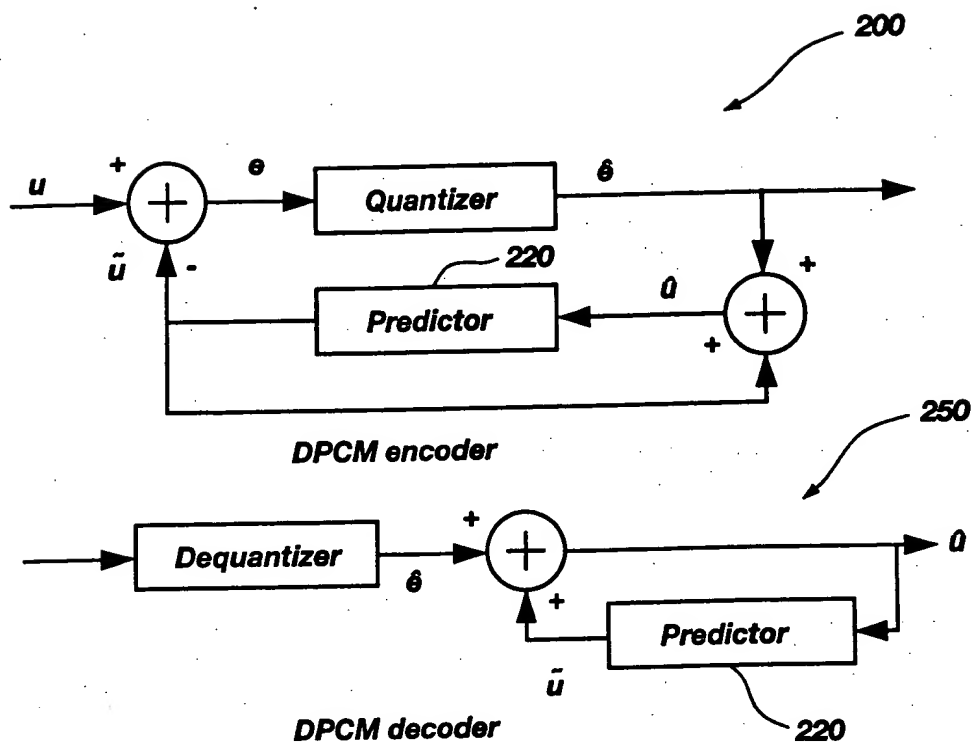 200
+ e ê
u + Quantizer
ũ - 220 û +
Predictor + +
DPCM encoder
250
+
Dequantizer + û
ê +
Predictor
ũ
DPCM decoder 220